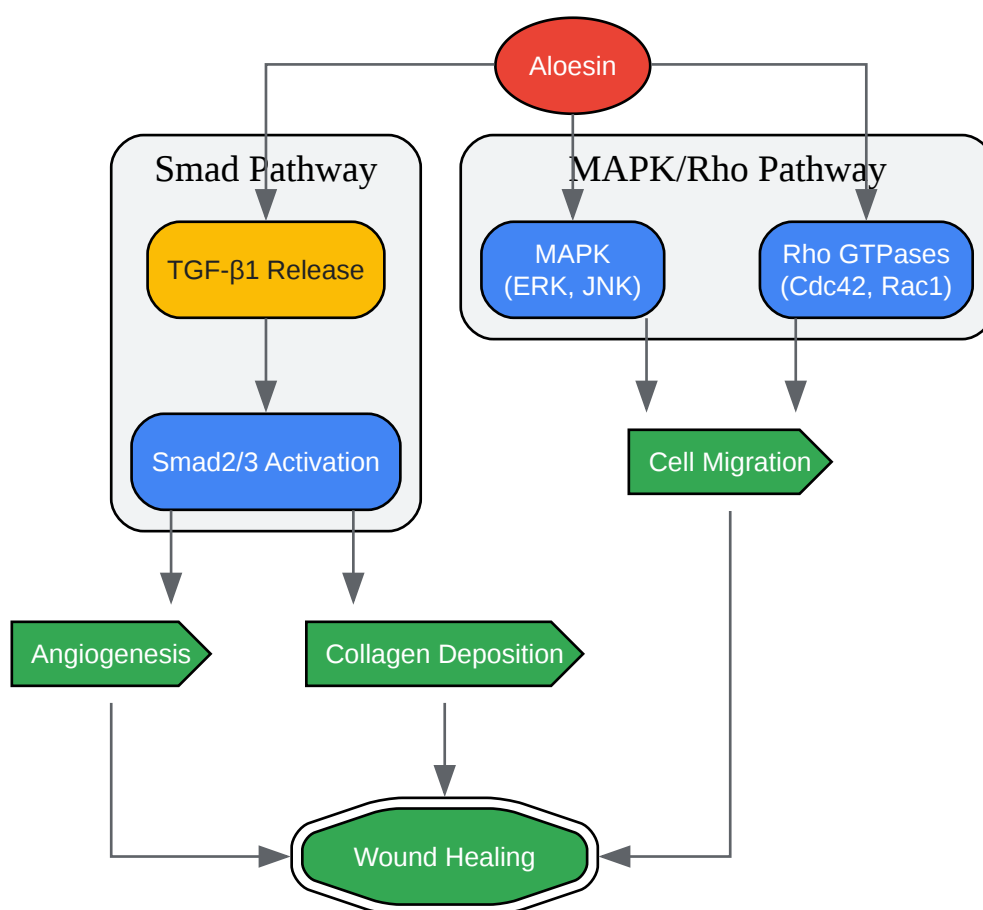 Aloesin
Smad Pathway
MAPK/Rho Pathway
TGF-β1 Release
MAPK
(ERK, JNK)
Rho GTPases
(Cdc42, Rac1)
Smad2/3 Activation
Cell Migration
Angiogenesis
Collagen Deposition
Wound Healing